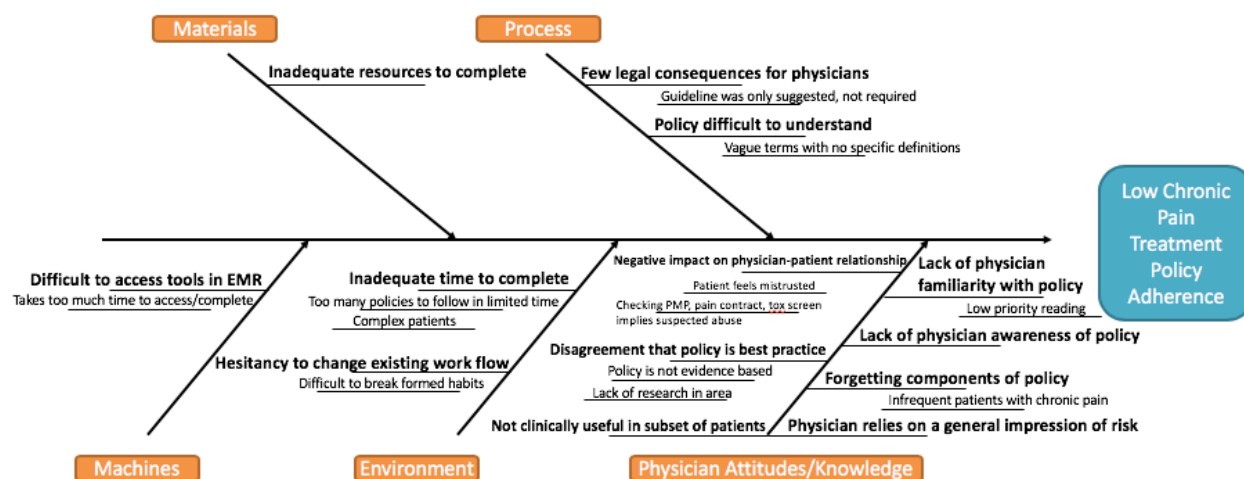 Materials
Process
Inadequate resources to complete
Few legal consequences for physicians
Guideline was only suggested, not required
Policy difficult to understand
Vague terms with no specific definitions
Low Chronic
Pain
Treatment
Policy
Adherence
Difficult to access tools in EMR
Takes too much time to access/complete
Inadequate time to complete
Too many policies to follow in limited time
Complex patients
Hesitancy to change existing work flow
Difficult to break formed habits
Negative impact on physician-patient relationship
Patient feels mistrusted
Checking PMP, pain contract, tox screen
implies suspected abuse
Disagreement that policy is best practice
Policy is not evidence based
Lack of research in area
Not clinically useful in subset of patients
Lack of physician
familiarity with policy
Low priority reading
Lack of physician awareness of policy
Forgetting components of policy
Infrequent patients with chronic pain
Physician relies on a general impression of risk
Machines
Environment
Physician Attitudes/Knowledge